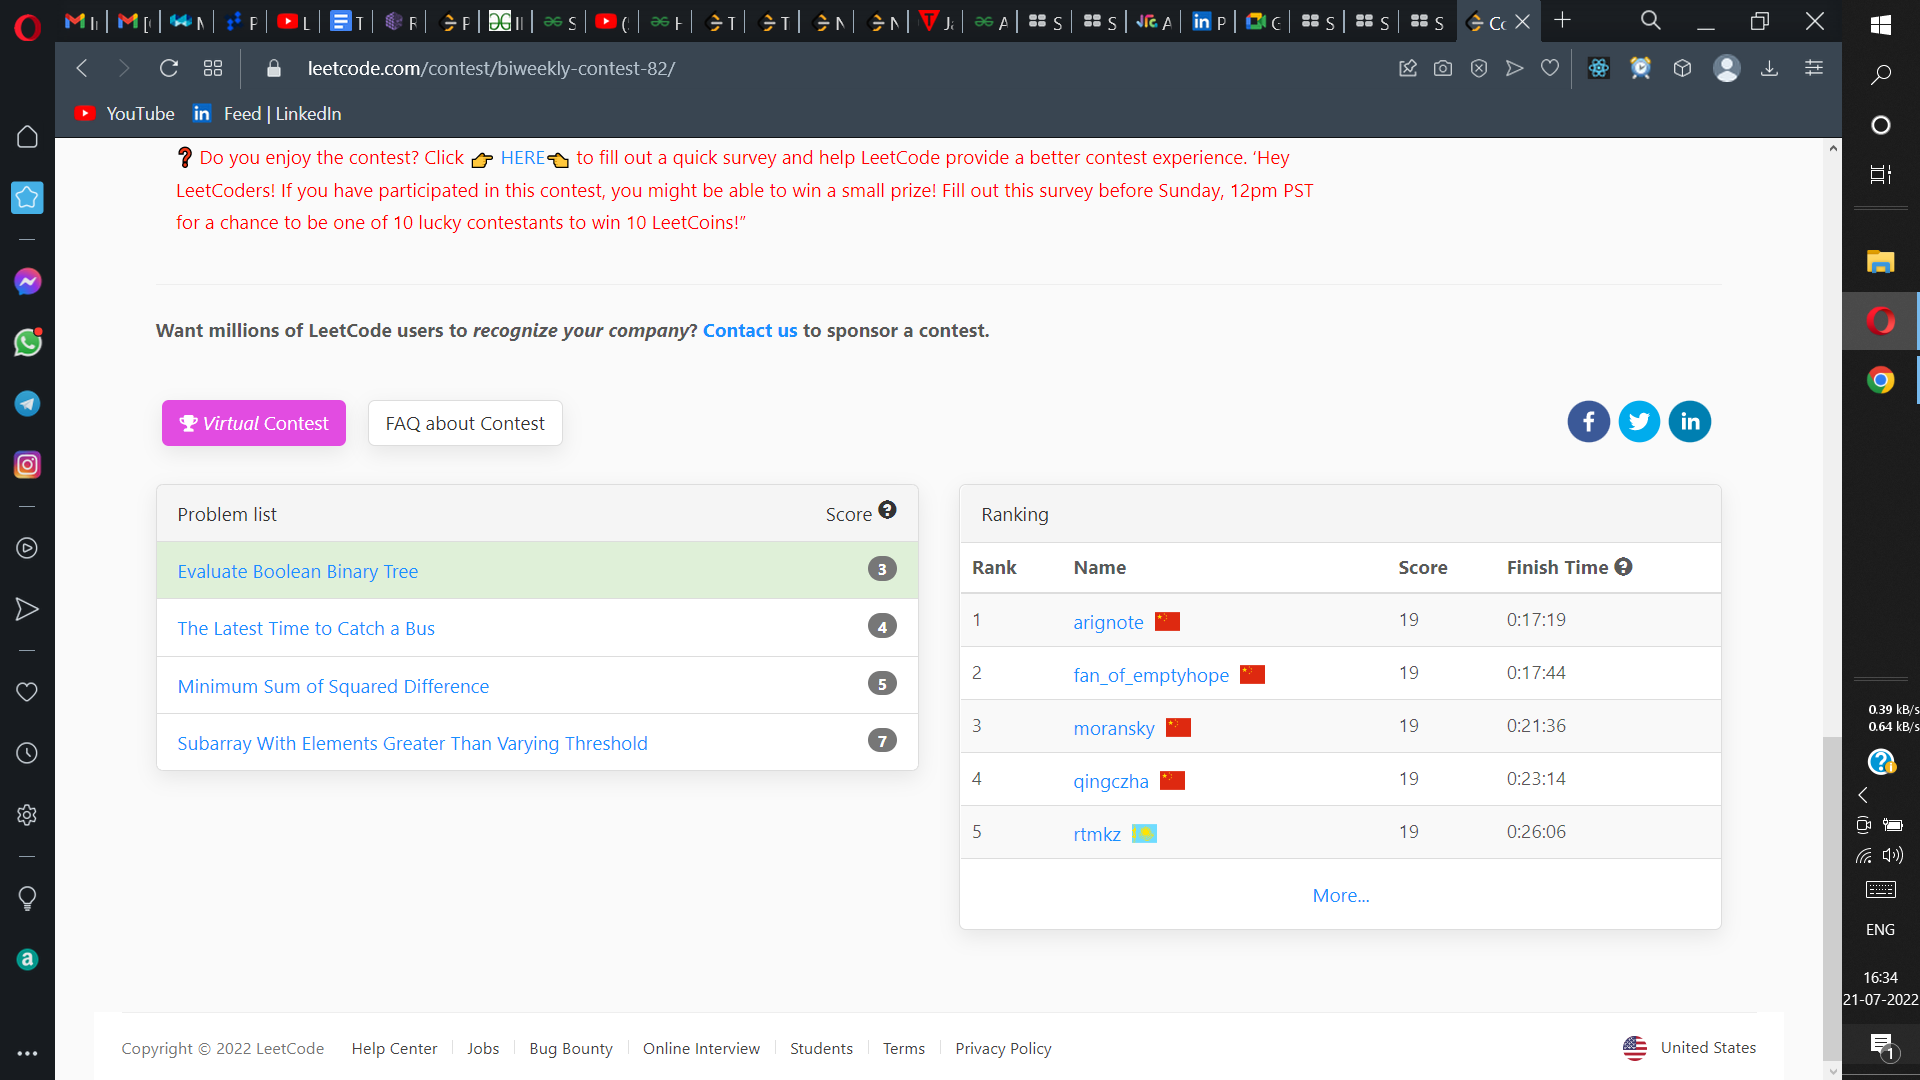 leetcode.com/contest/biweekly-contest-82/
YouTube
Feed | LinkedIn
❓ Do you enjoy the contest? Click 👉 HERE👈 to fill out a quick survey and help LeetCode provide a better contest experience. ‘Hey
LeetCoders! If you have participated in this contest, you might be able to win a small prize! Fill out this survey before Sunday, 12pm PST
for a chance to be one of 10 lucky contestants to win 10 LeetCoins!”
Want millions of LeetCode users to recognize your company? Contact us to sponsor a contest.
Virtual Contest
FAQ about Contest
Problem list Score
Evaluate Boolean Binary Tree 3
The Latest Time to Catch a Bus 4
Minimum Sum of Squared Difference 5
Subarray With Elements Greater Than Varying Threshold 7
Ranking
Rank Name Score Finish Time
1 arignote 19 0:17:19
2 fan_of_emptyhope 19 0:17:44
3 moransky 19 0:21:36
4 qingczha 19 0:23:14
5 rtmkz 19 0:26:06
More...
Copyright © 2022 LeetCode Help Center Jobs Bug Bounty Online Interview Students Terms Privacy Policy
United States
0.39 kB/s
0.64 kB/s
ENG
16:34
21-07-2022
1